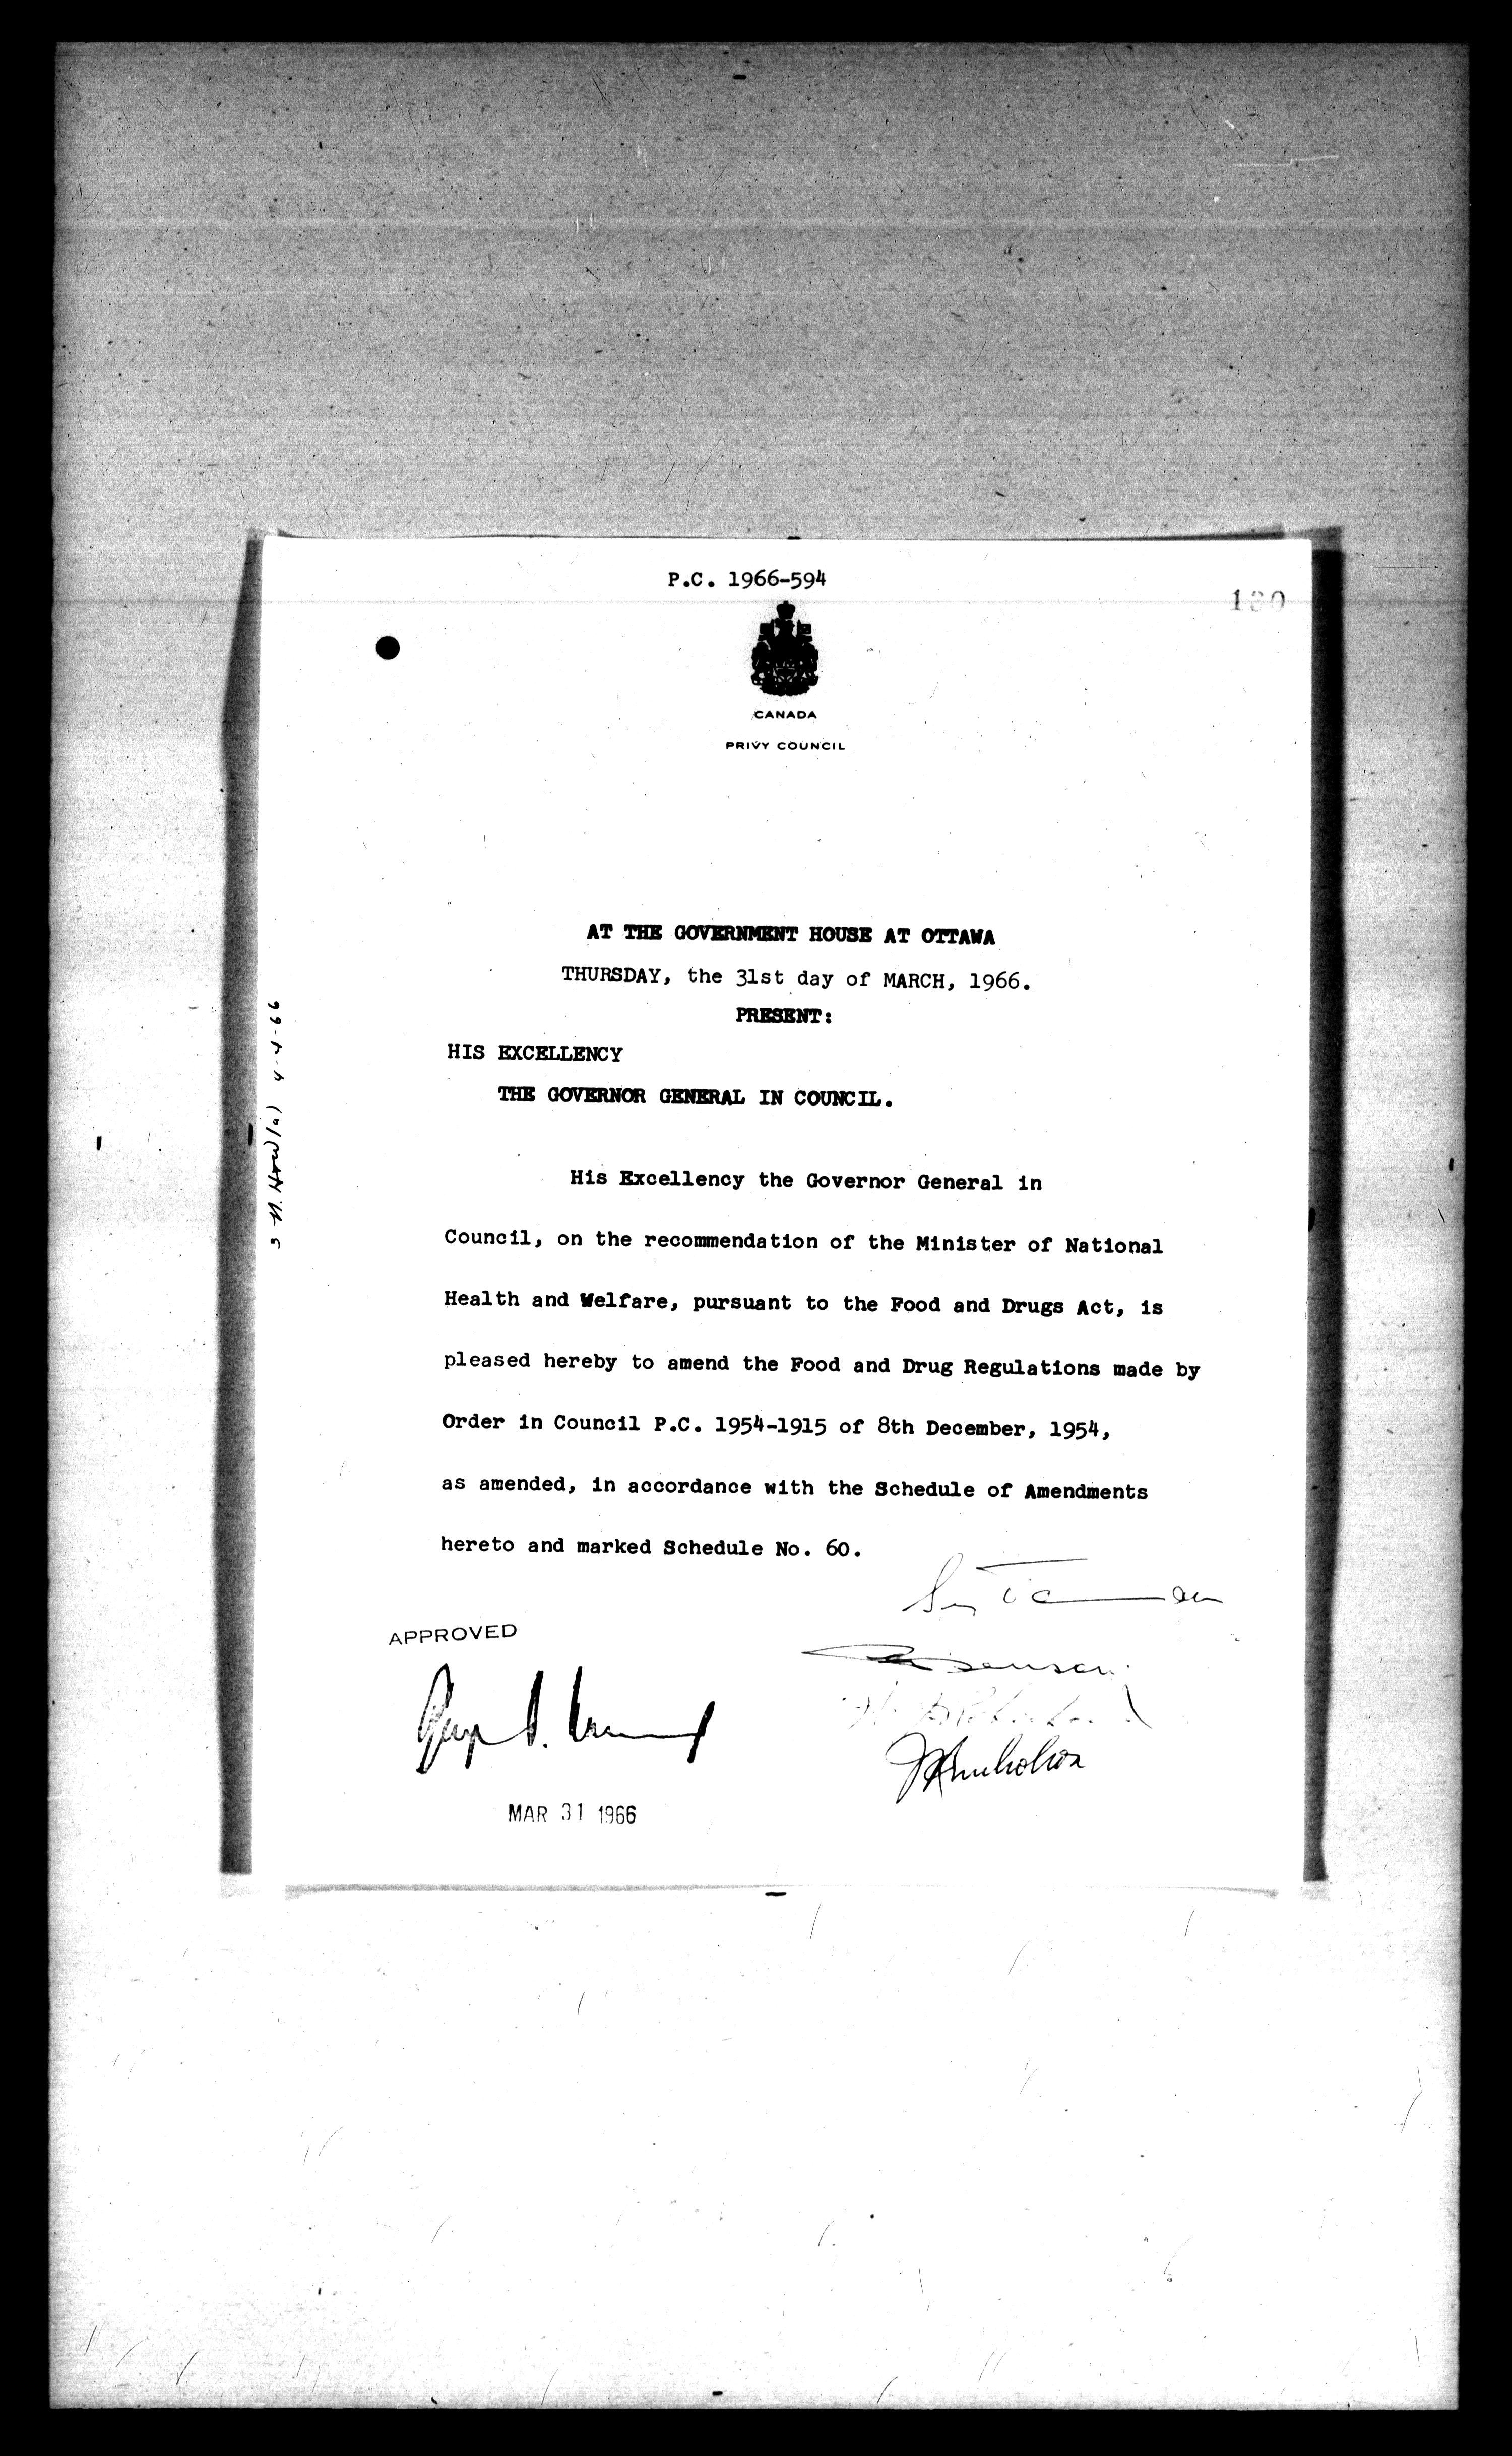 P.C. 1966-594
CANADA
PRIVY COUNCIL
AT THE GOVERNMENT HOUSE AT OTTAWA
THURSDAY, the 31st day of MARCH, 1966.
PRESENT:
HIS EXCELLENCY
THE GOVERNOR GENERAL IN COUNCIL.
4-4-66
His Excellency the Governor General in
Council, on the recommendation of the Minister of National
Health and Welfare, pursuant to the Food and Drugs Act, is
pleased hereby to amend the Food and Drug Regulations made by
Order in Council P.C. 1954-1915 of 8th December, 1954,
as amended, in accordance with the Schedule of Amendments
hereto and marked Schedule No. 60.
APPROVED
MAR 31 1966